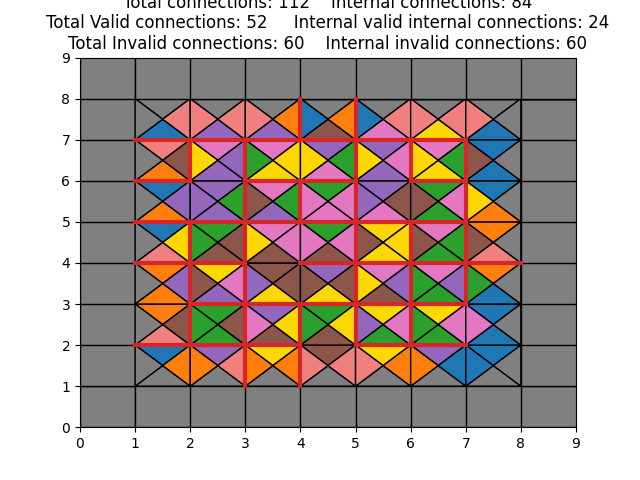 Total connections: 112    Internal connections: 84
Total Valid connections: 52    Internal valid internal connections: 24
Total Invalid connections: 60    Internal invalid connections: 60
9
8
7
6
5
4
3
2
1
0
0 1 2 3 4 5 6 7 8 9